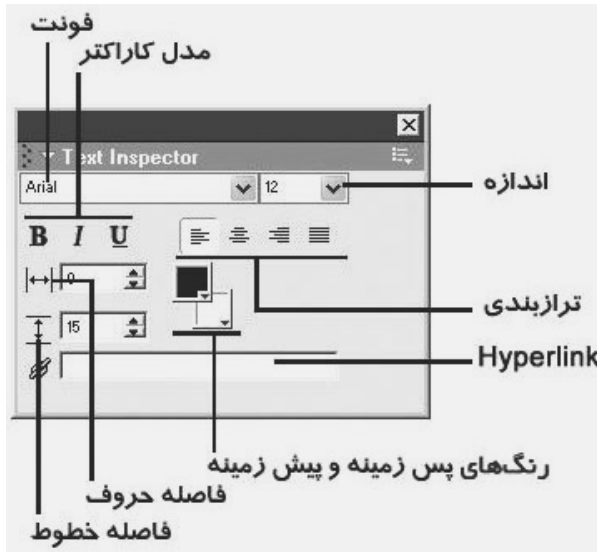 فونت
مدل کاراکتر
Text Inspector
Arial
12
اندازه
B I U
0
ترازبندی
15
Hyperlink
رنگ‌های پس زمینه و پیش زمینه
فاصله حروف
فاصله خطوط